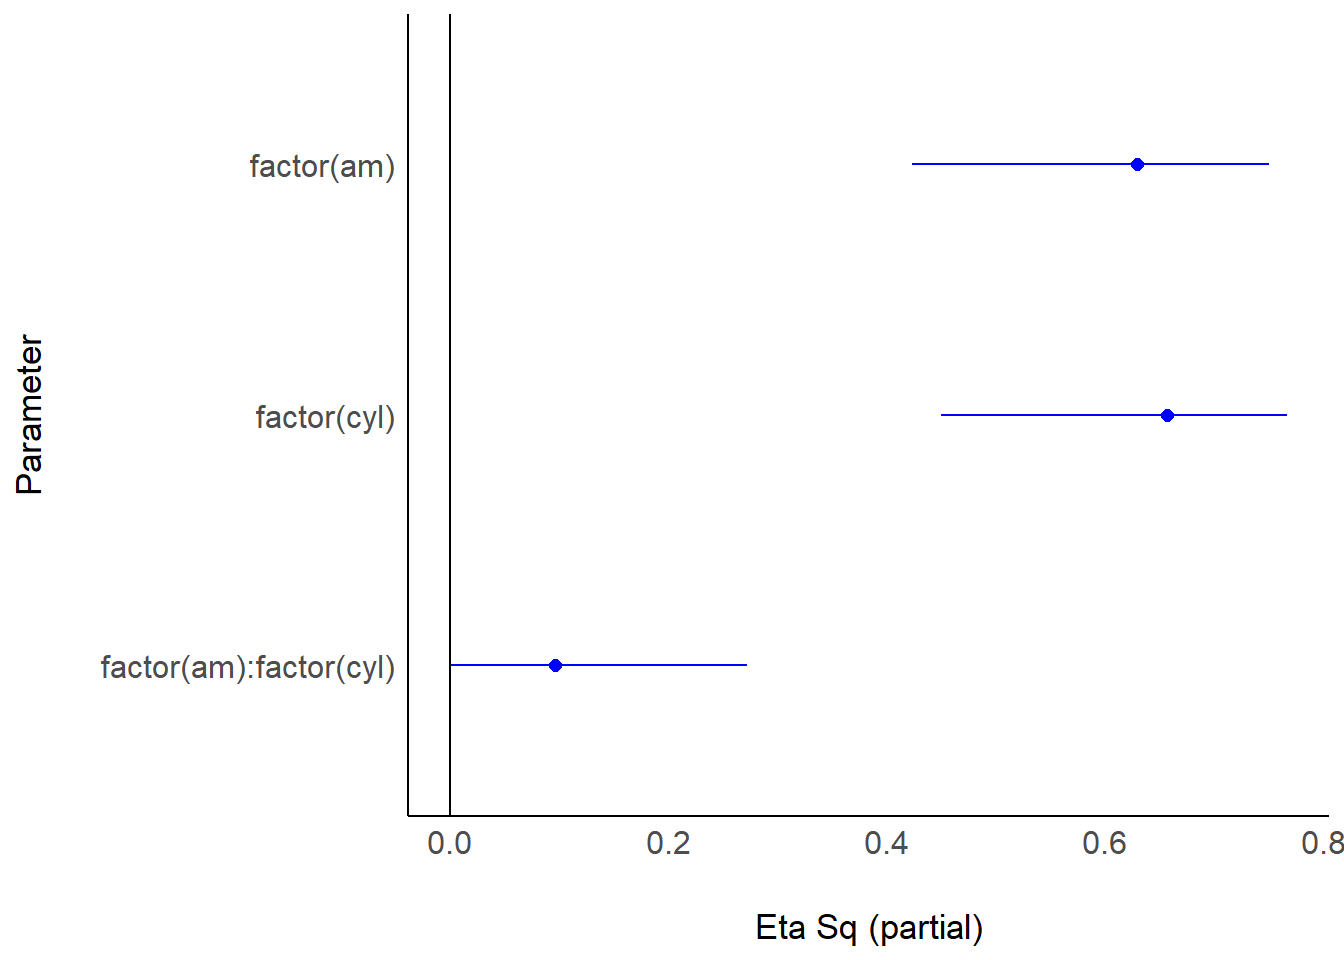 Parameter
factor(am)
factor(cyl)
factor(am):factor(cyl)
0.0 0.2 0.4 0.6 0.8
Eta Sq (partial)